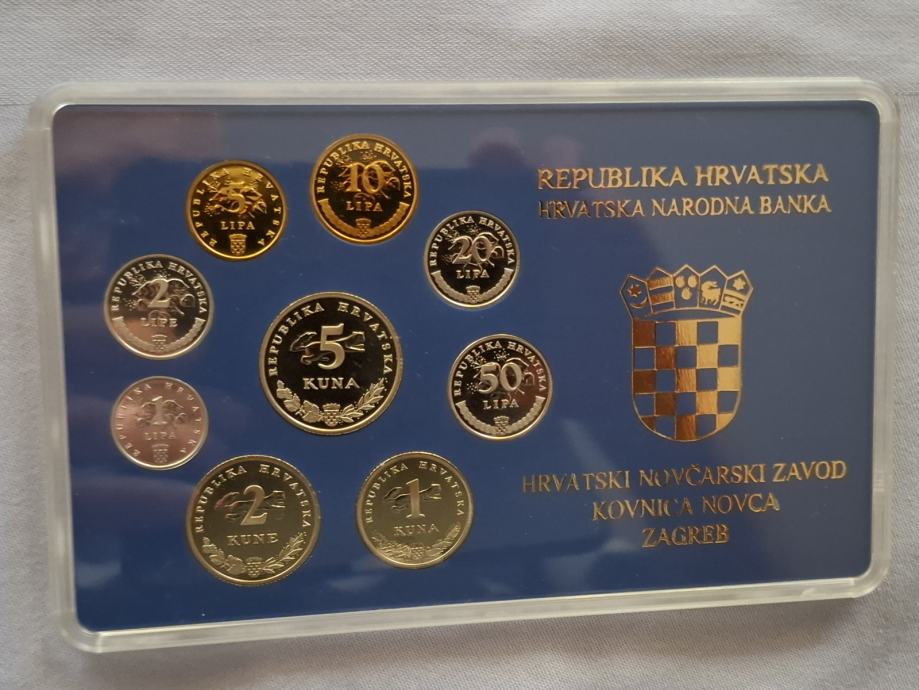 REPUBLIKA HRVATSKA
HRVATSKA NARODNA BANKA
HRVATSKI NOVČARSKI ZAVOD
KOVNICA NOVCA
ZAGREB
REPUBLIKA HRVATSKA
5
LIPA
REPUBLIKA HRVATSKA
10
LIPA
REPUBLIKA HRVATSKA
20
LIPA
REPUBLIKA HRVATSKA
2
LIPE
REPUBLIKA HRVATSKA
5
KUNA
REPUBLIKA HRVATSKA
50
LIPA
REPUBLIKA HRVATSKA
1
LIPA
REPUBLIKA HRVATSKA
2
KUNE
REPUBLIKA HRVATSKA
1
KUNA